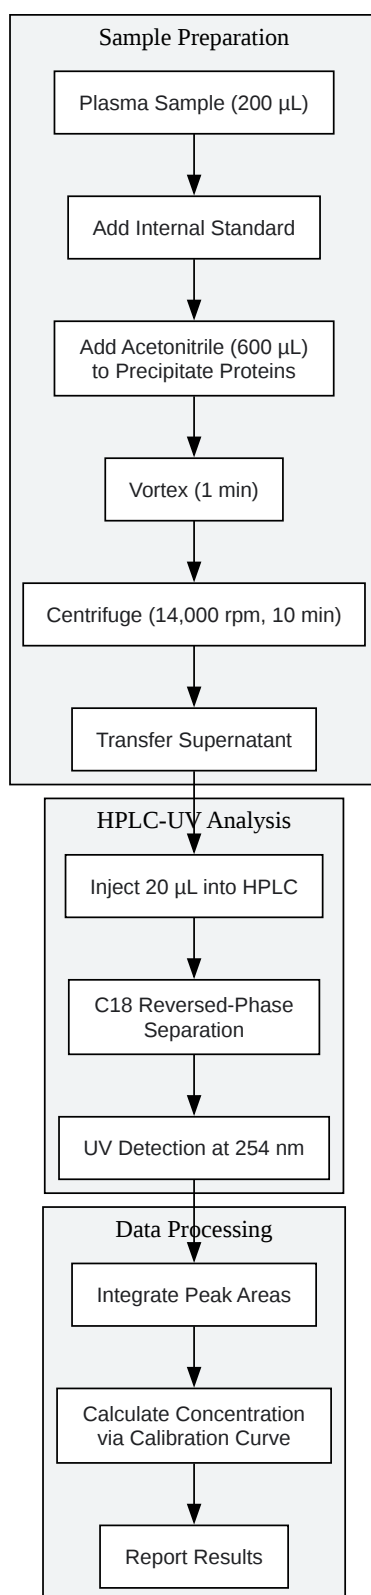 Sample Preparation
Plasma Sample (200 µL)
Add Internal Standard
Add Acetonitrile (600 µL)
to Precipitate Proteins
Vortex (1 min)
Centrifuge (14,000 rpm, 10 min)
Transfer Supernatant
HPLC-UV Analysis
Inject 20 µL into HPLC
C18 Reversed-Phase
Separation
UV Detection at 254 nm
Data Processing
Integrate Peak Areas
Calculate Concentration
via Calibration Curve
Report Results